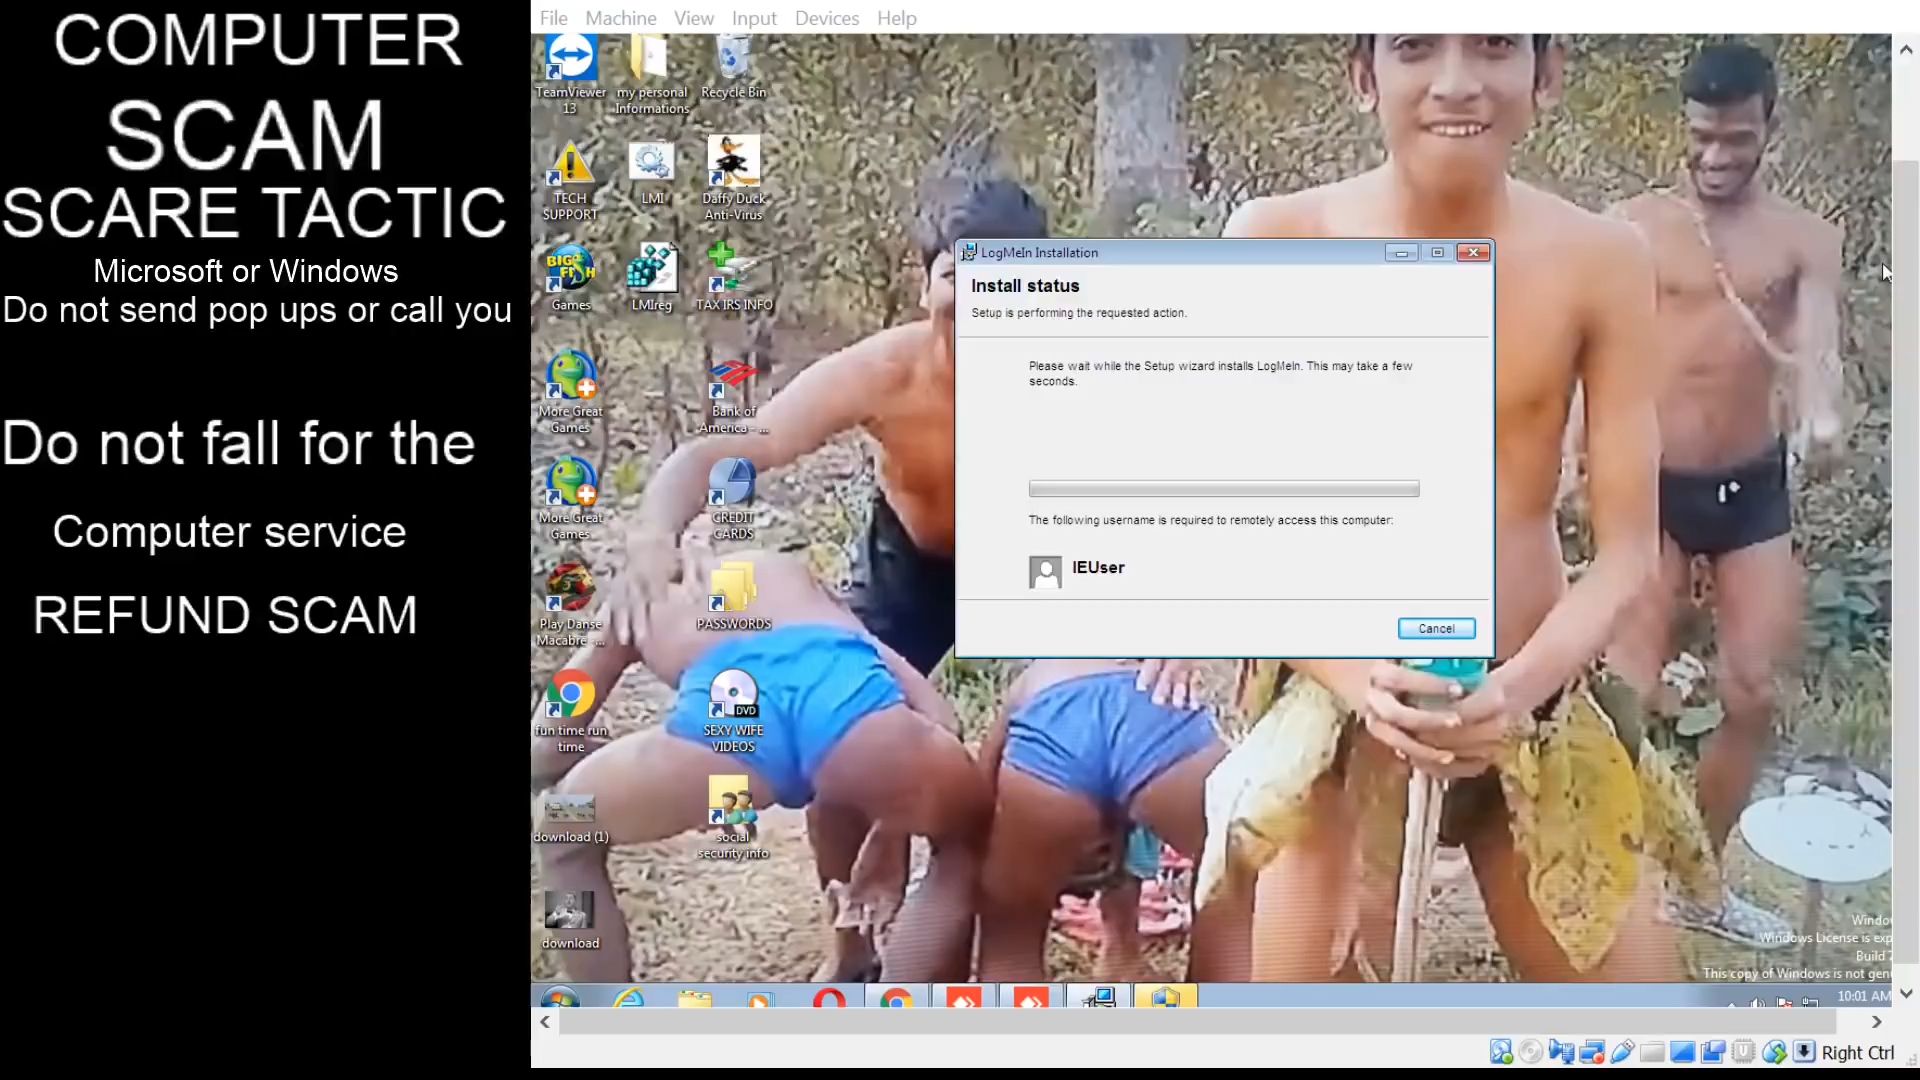 COMPUTER
SCAM
SCARE TACTIC
Microsoft or Windows
Do not send pop ups or call you
Do not fall for the
Computer service
REFUND SCAM
File Machine View Input Devices Help
TeamViewer
13
my personal
Informations
Recycle Bin
TECH
SUPPORT
LMI
Daffy Duck
Anti-Virus
BIG
FISH
Games
LMIreg
TAX IRS INFO
More Great
Games
Bank of
America - ...
More Great
Games
CREDIT
CARDS
Play Danse
Macabre - ...
PASSWORDS
fun time run
time
DVD
SEXY WIFE
VIDEOS
download (1)
social
security info
download
LogMeIn Installation
Install status
Setup is performing the requested action.
Please wait while the Setup wizard installs LogMeIn. This may take a few
seconds.
The following username is required to remotely access this computer:
IEUser
Cancel
Windo
Windows License is exp
Build 7
This copy of Windows is not gen
10:01 AM
Right Ctrl